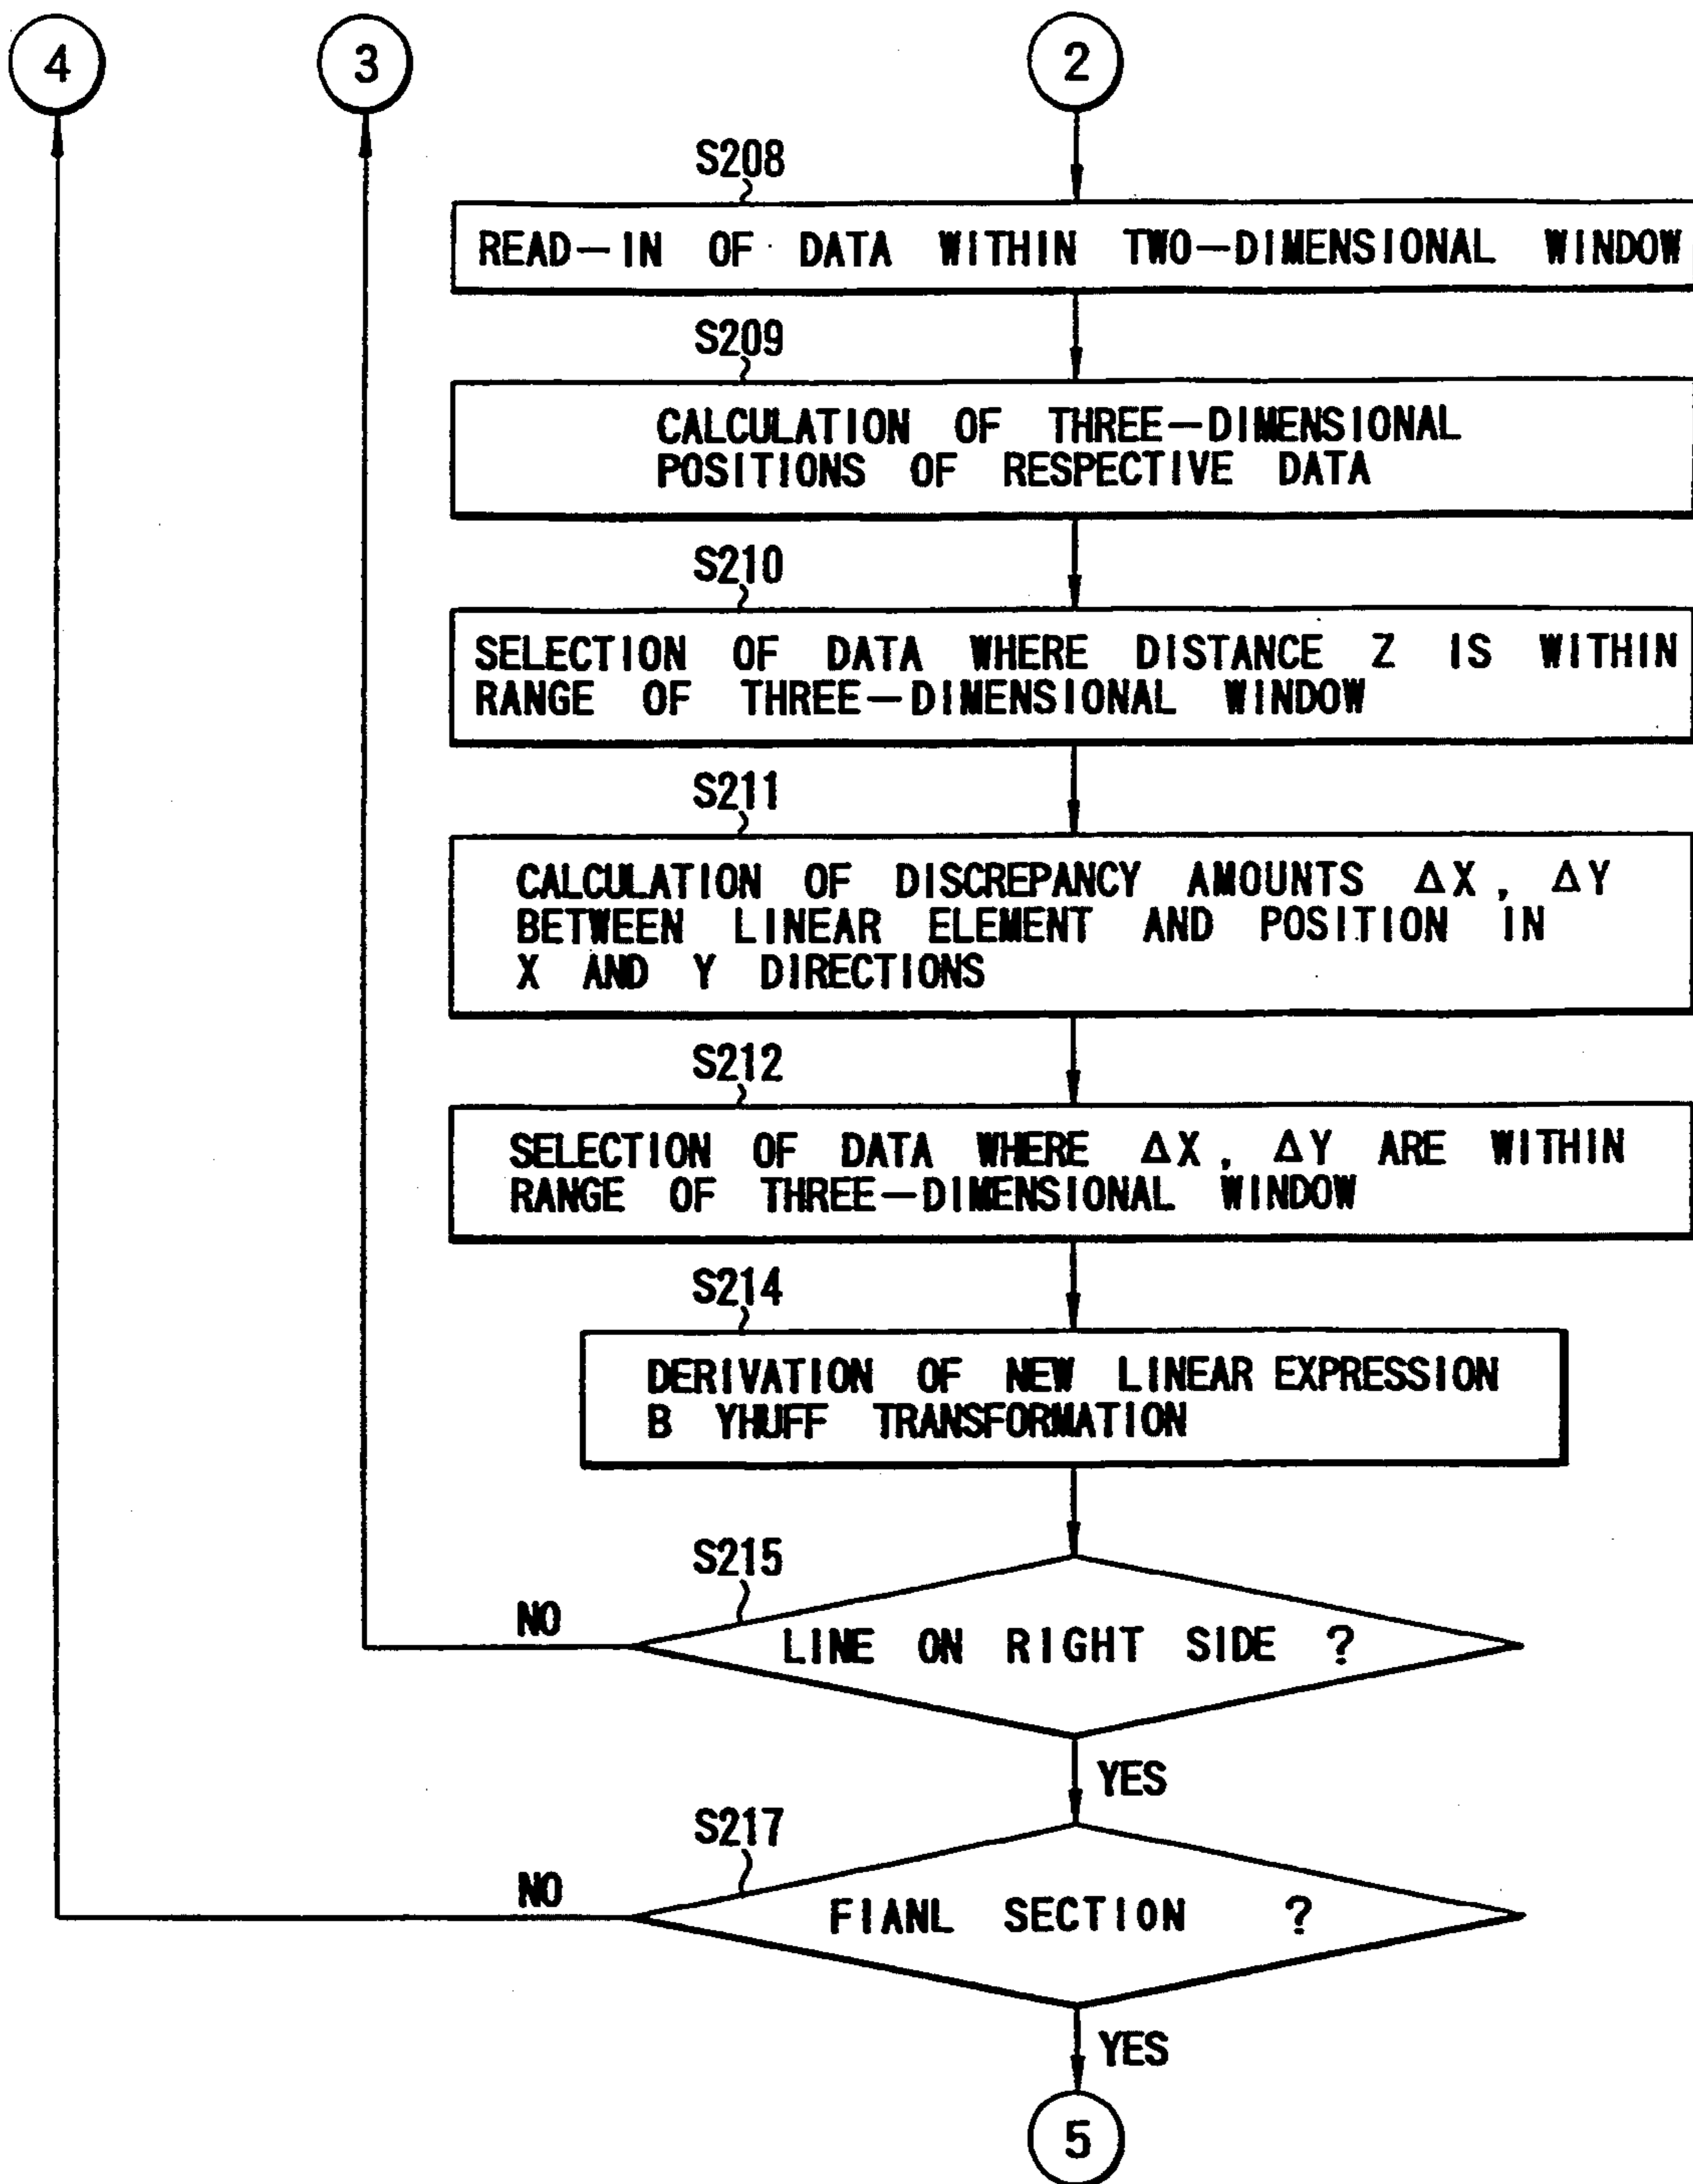 4
3
2
S208
READ-IN OF DATA WITHIN TWO-DIMENSIONAL WINDOW
S209
CALCULATION OF THREE-DIMENSIONAL
POSITIONS OF RESPECTIVE DATA
S210
SELECTION OF DATA WHERE DISTANCE Z IS WITHIN
RANGE OF THREE-DIMENSIONAL WINDOW
S211
CALCULATION OF DISCREPANCY AMOUNTS ΔX, ΔY
BETWEEN LINEAR ELEMENT AND POSITION IN
X AND Y DIRECTIONS
S212
SELECTION OF DATA WHERE ΔX, ΔY ARE WITHIN
RANGE OF THREE-DIMENSIONAL WINDOW
S214
DERIVATION OF NEW LINEAR EXPRESSION
B YHUFF TRANSFORMATION
S215
NO
LINE ON RIGHT SIDE ?
YES
S217
NO
FIANL SECTION ?
YES
5